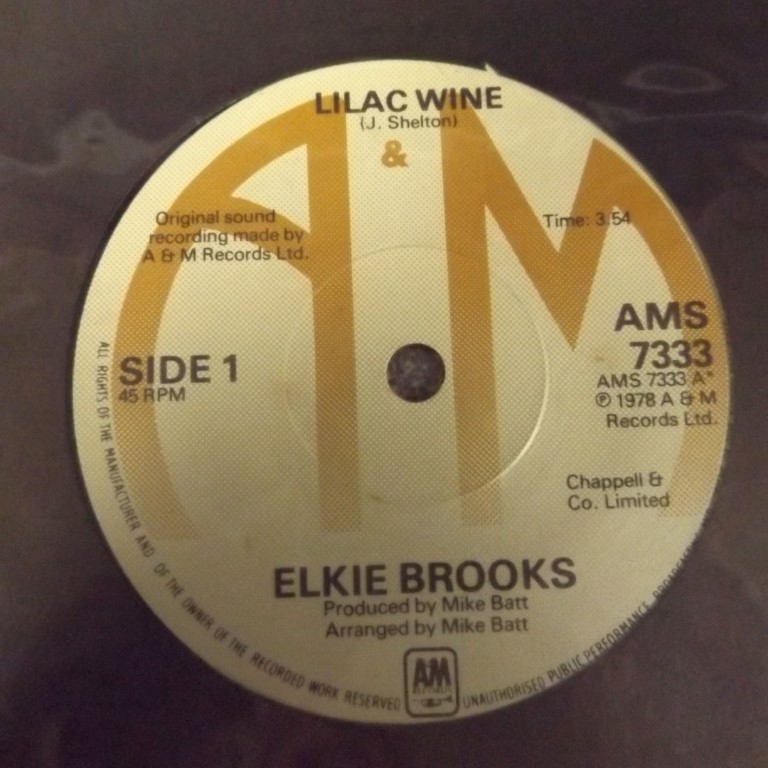 LILAC WINE
(J. Shelton)
&
Original sound
recording made by
A & M Records Ltd.
Time: 3.54
SIDE 1
45 RPM
AMS
7333
AMS 7333 A*
℗ 1978 A & M
Records Ltd.
Chappell &
Co. Limited
ELKIE BROOKS
Produced by Mike Batt
Arranged by Mike Batt
AM
RECORDS
ALL RIGHTS OF THE MANUFACTURER AND OF THE OWNER OF THE RECORDED WORK RESERVED
UNAUTHORISED PUBLIC PERFORMANCE